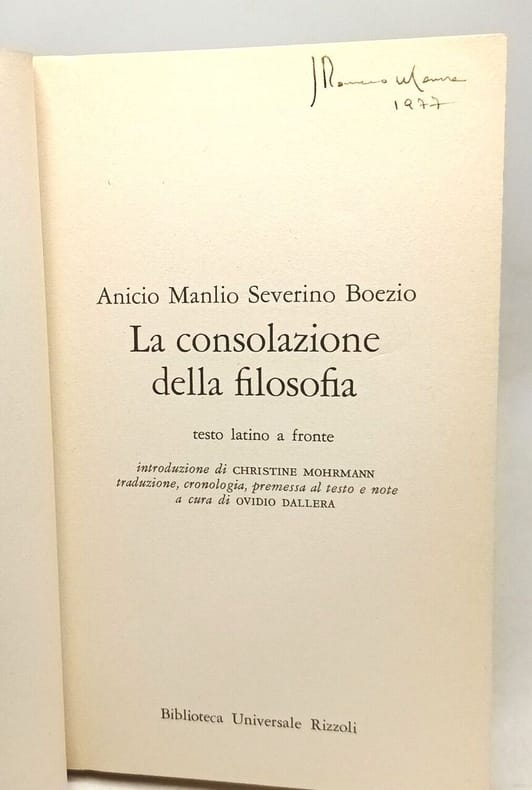 1977
Anicio Manlio Severino Boezio
La consolazione
della filosofia
testo latino a fronte
introduzione di CHRISTINE MOHRMANN
traduzione, cronologia, premessa al testo e note
a cura di OVIDIO DALLERA
Biblioteca Universale Rizzoli